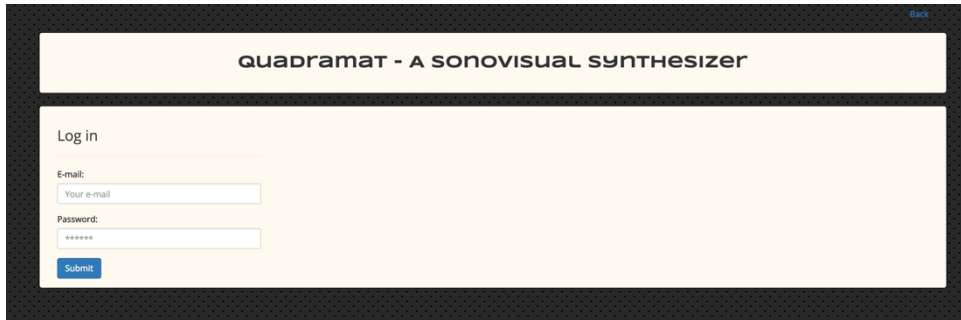 Back
Quadramat - A sonovisual synthesizer
Log in
E-mail:
Your e-mail
Password:
******
Submit